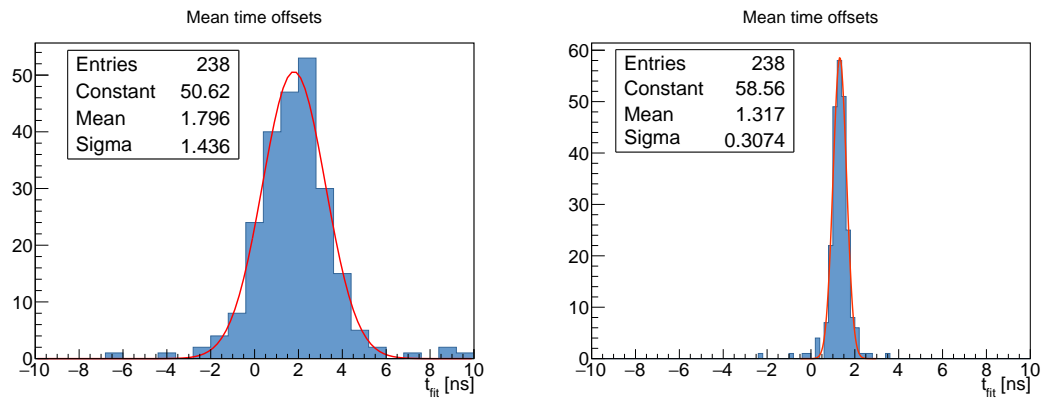 Mean time offsets
Entries 238
Constant 50.62
Mean 1.796
Sigma 1.436
50
40
30
20
10
0
−10 −8 −6 −4 −2 0 2 4 6 8 10
t_fit [ns]
Mean time offsets
Entries 238
Constant 58.56
Mean 1.317
Sigma 0.3074
60
50
40
30
20
10
0
−10 −8 −6 −4 −2 0 2 4 6 8 10
t_fit [ns]